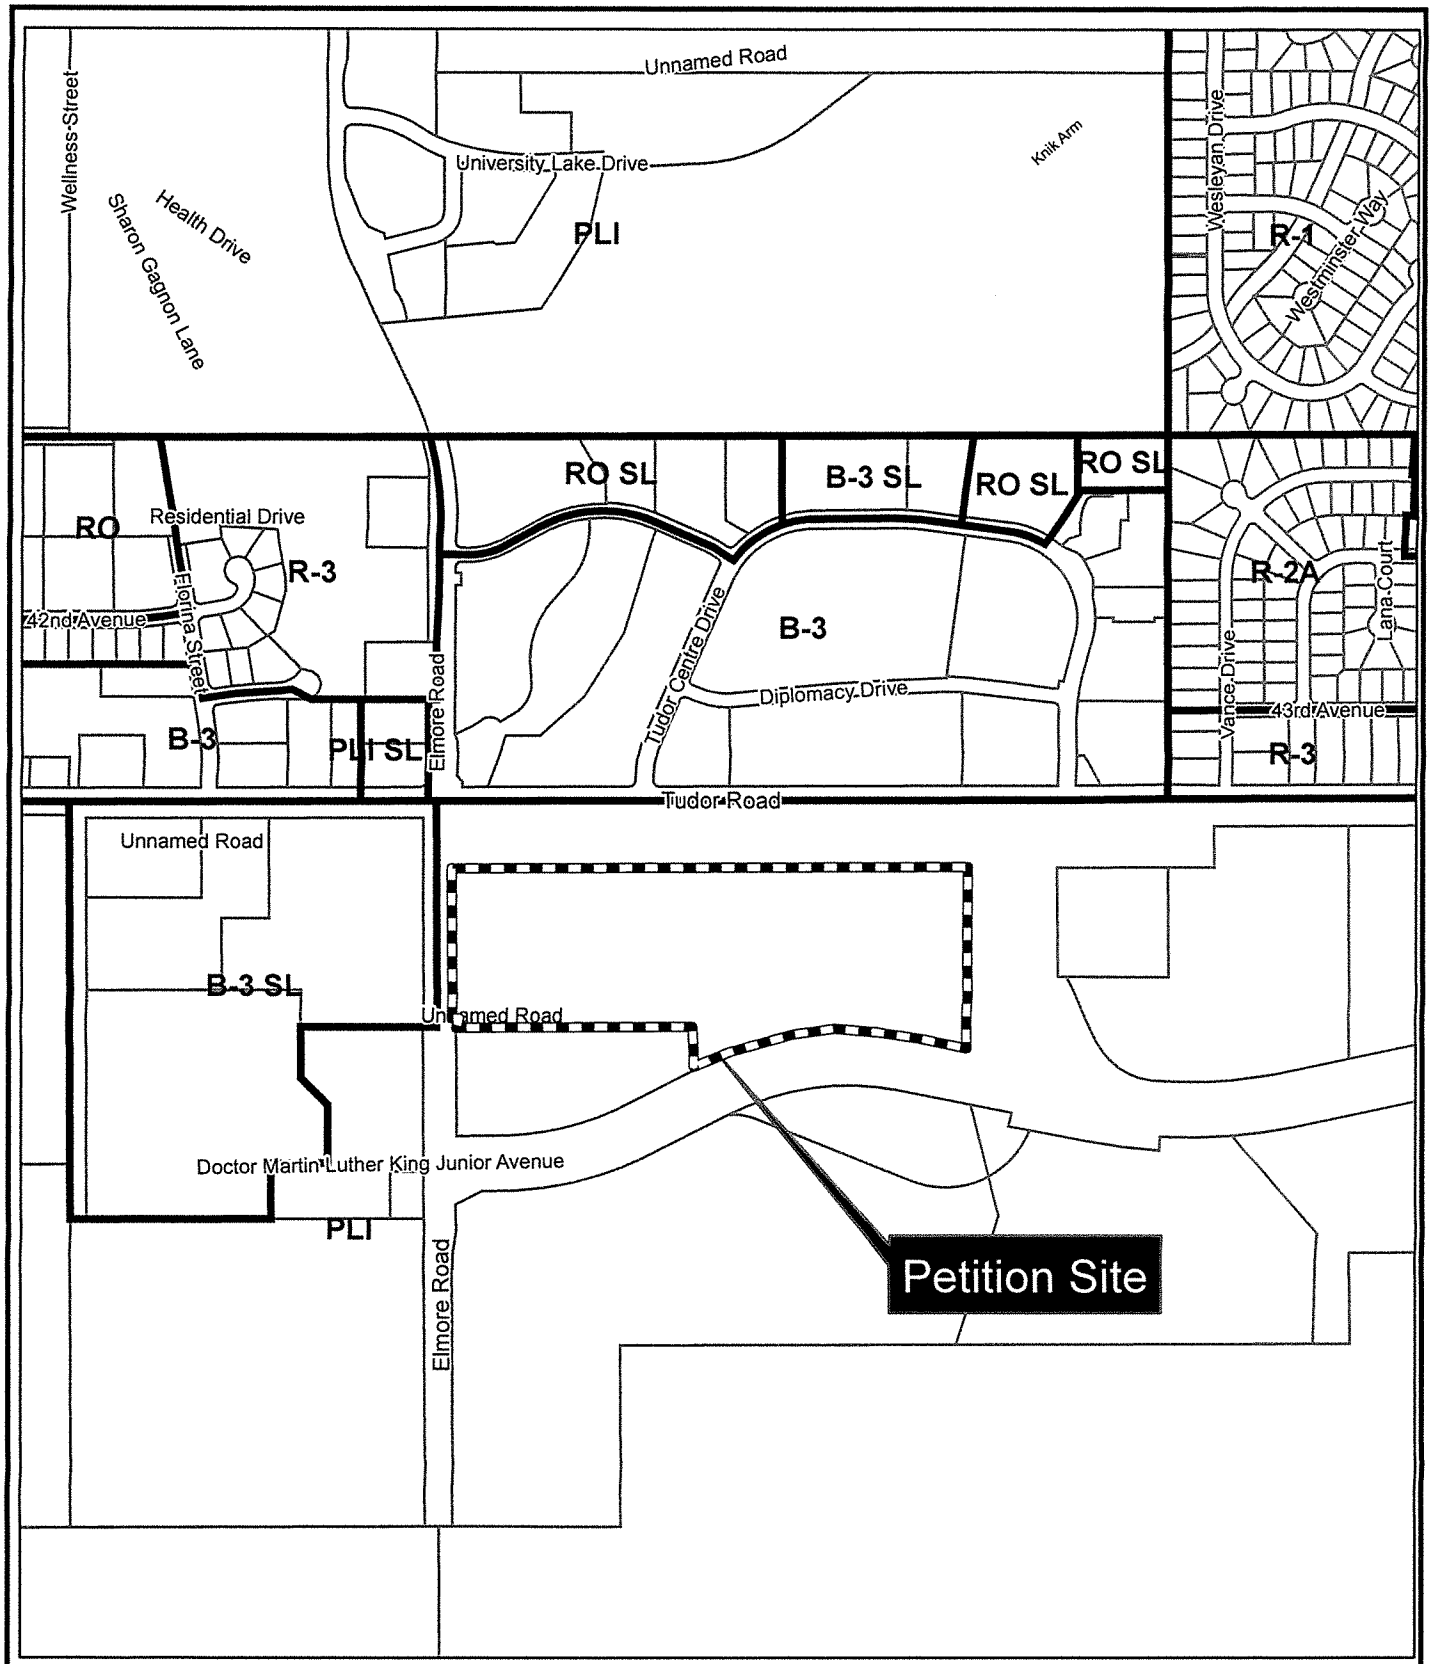 Unnamed Road
Wellness Street
University Lake Drive
Knik Arm
Wesleyan Drive
Health Drive
Sharon Gagnon Lane
PLI
R-1
Westminster Way
RO SL
B-3 SL
RO SL
RO SL
RO
Residential Drive
R-3
R-2A
Lana Court
42nd Avenue
Florina Street
B-3
Tudor Centre Drive
Elmore Road
Diplomacy Drive
Vance Drive
43rd Avenue
B-3
PLI SL
R-3
Tudor Road
Unnamed Road
B-3 SL
Unnamed Road
Doctor Martin Luther King Junior Avenue
PLI
Elmore Road
Petition Site